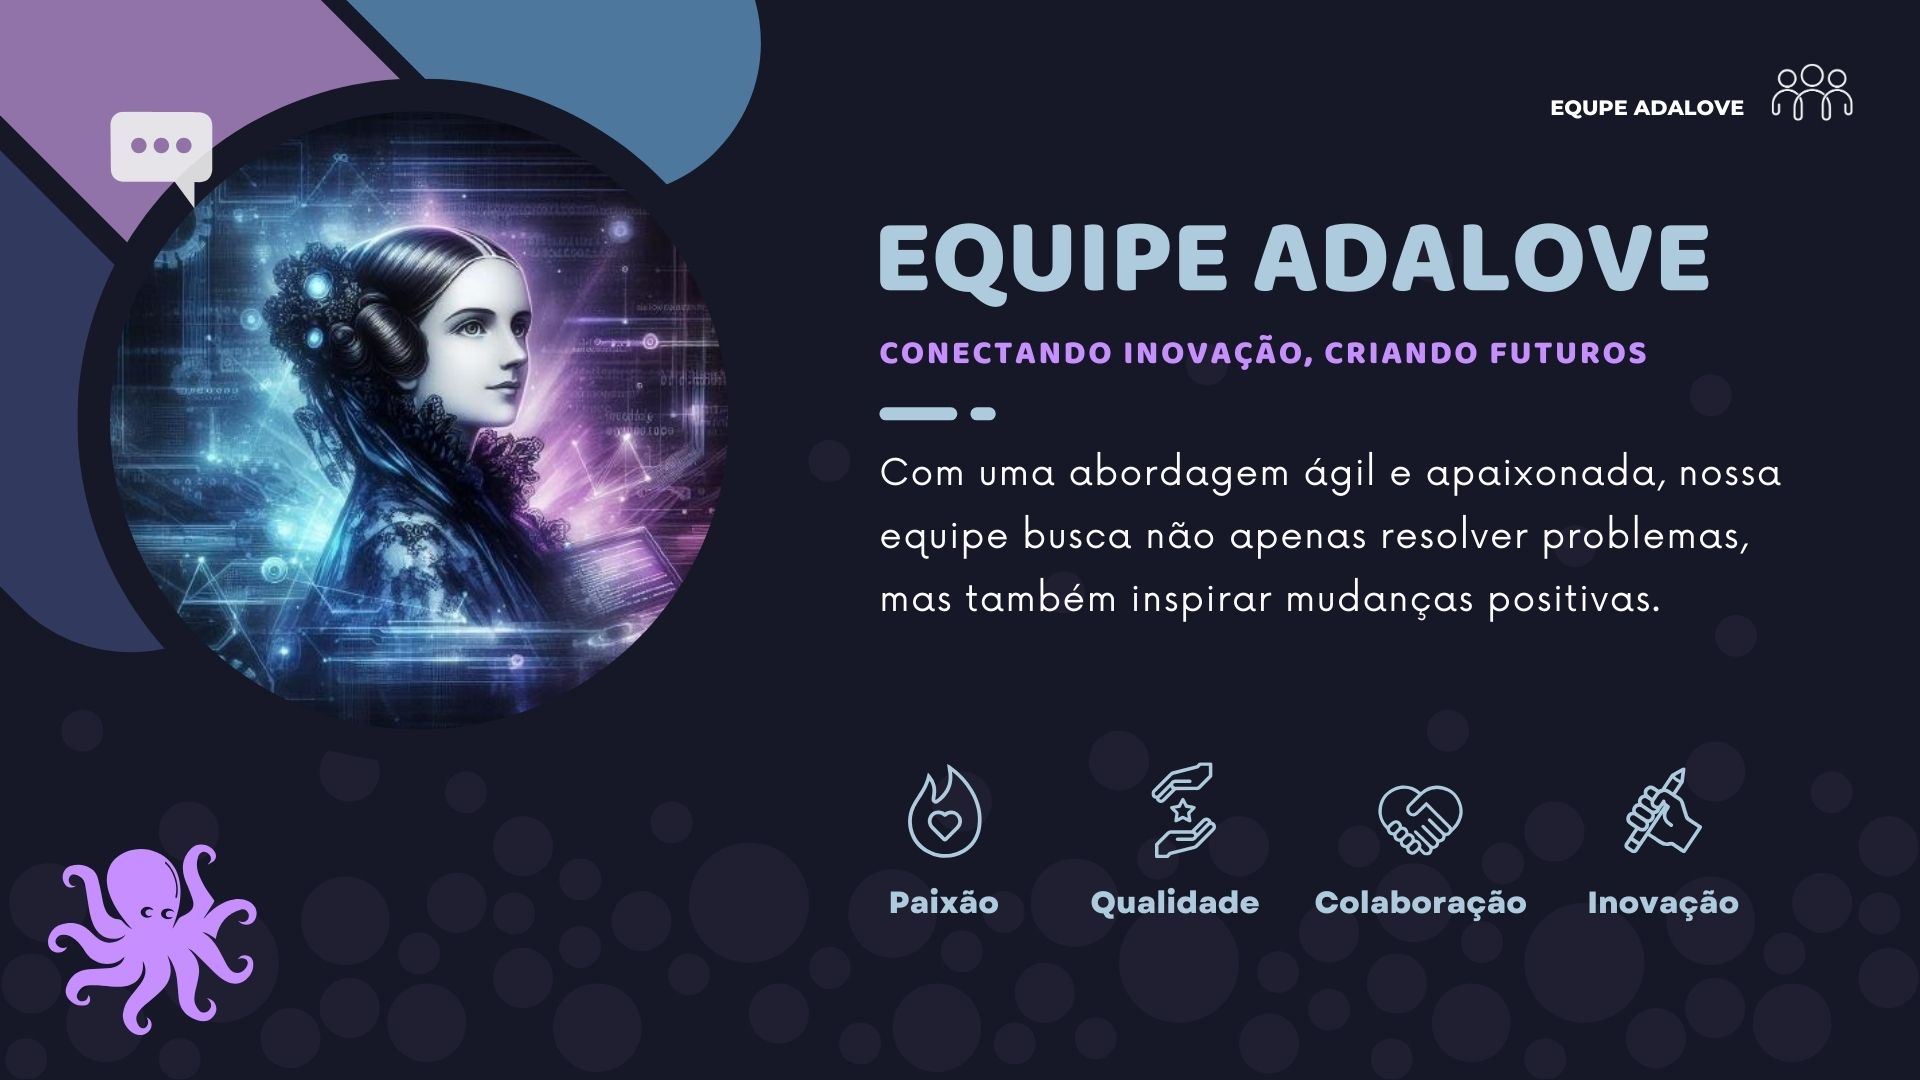 EQUPE ADALOVE
EQUIPE ADALOVE
CONECTANDO INOVAÇÃO, CRIANDO FUTUROS
Com uma abordagem ágil e apaixonada, nossa
equipe busca não apenas resolver problemas,
mas também inspirar mudanças positivas.
Paixão
Qualidade
Colaboração
Inovação